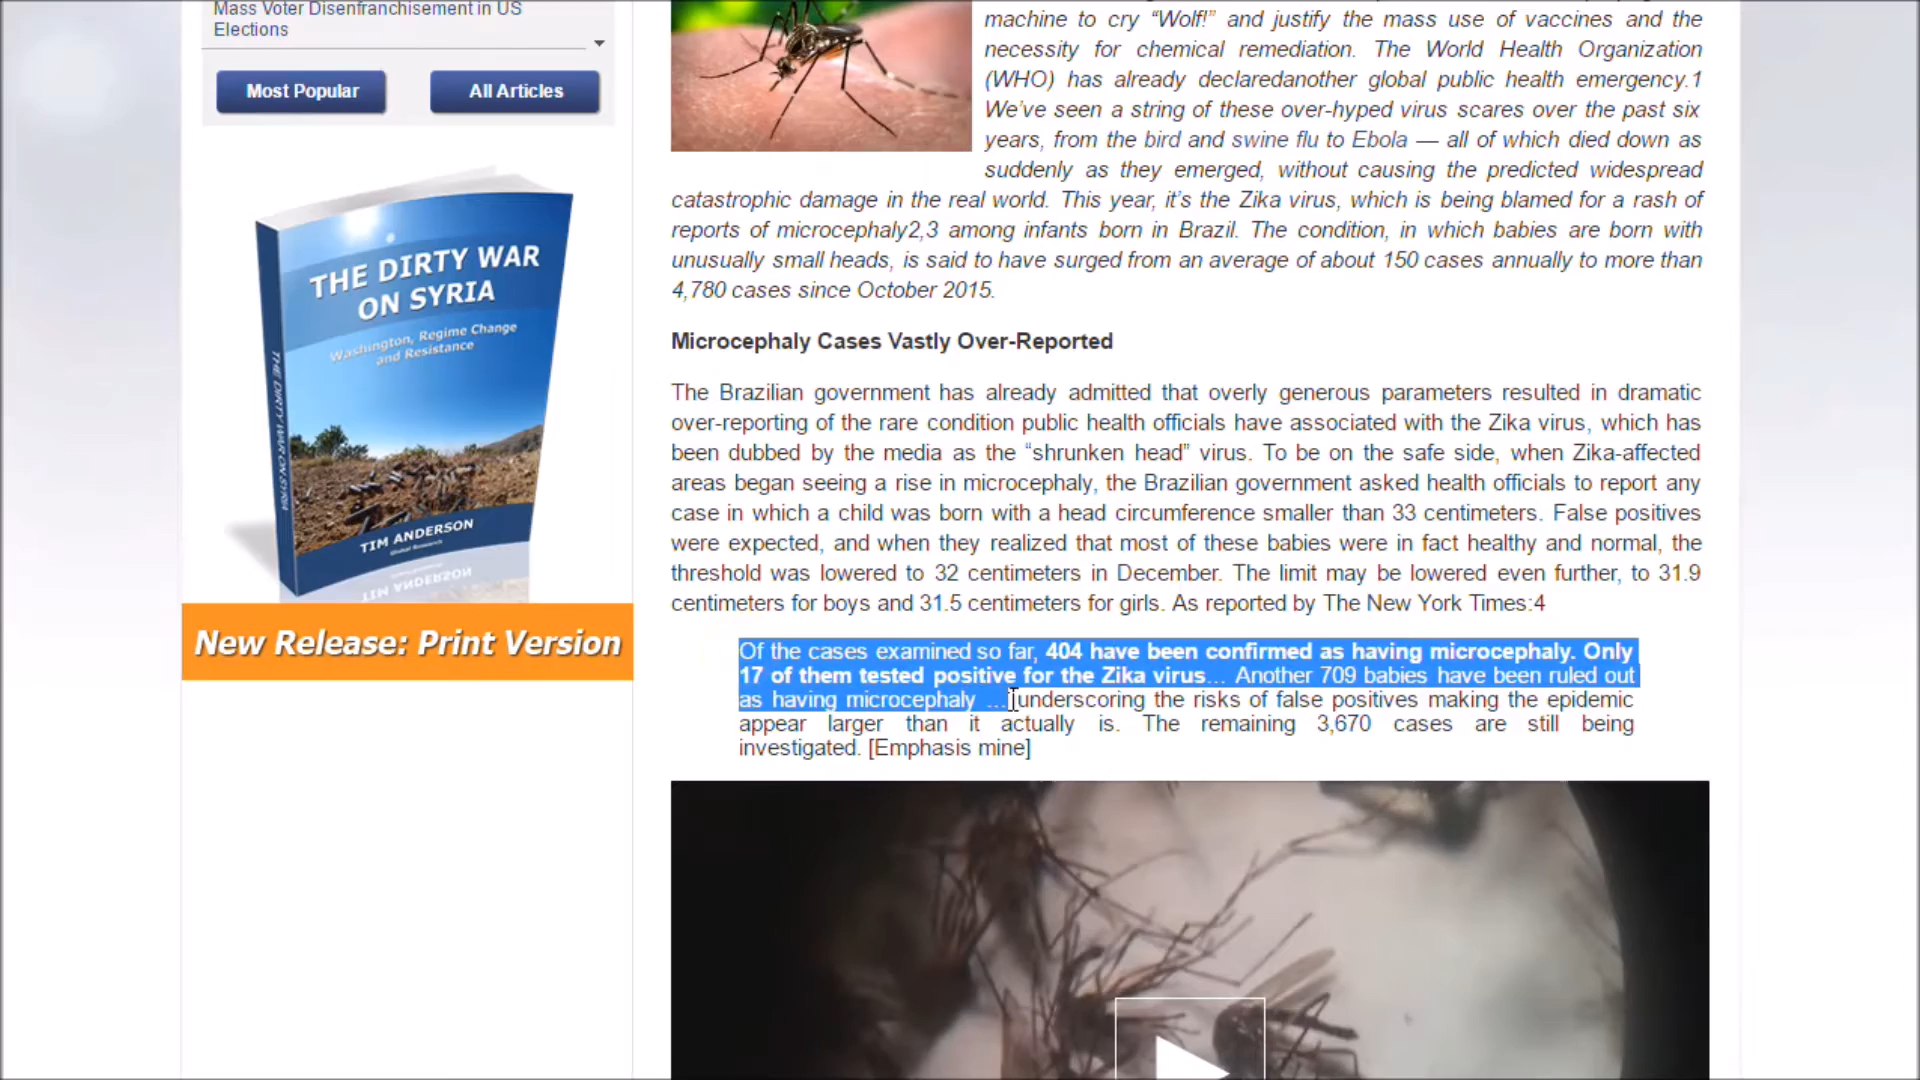 Mass Voter Disenfranchisement in US
Elections
Most Popular
All Articles
THE DIRTY WAR
ON SYRIA
Washington, Regime Change
and Resistance
THE DIRTY WAR ON SYRIA
TIM ANDERSON
Global Research
New Release: Print Version
machine to cry “Wolf!” and justify the mass use of vaccines and the
necessity for chemical remediation. The World Health Organization
(WHO) has already declaredanother global public health emergency.1
We’ve seen a string of these over-hyped virus scares over the past six
years, from the bird and swine flu to Ebola — all of which died down as
suddenly as they emerged, without causing the predicted widespread
catastrophic damage in the real world. This year, it’s the Zika virus, which is being blamed for a rash of
reports of microcephaly2,3 among infants born in Brazil. The condition, in which babies are born with
unusually small heads, is said to have surged from an average of about 150 cases annually to more than
4,780 cases since October 2015.
Microcephaly Cases Vastly Over-Reported
The Brazilian government has already admitted that overly generous parameters resulted in dramatic
over-reporting of the rare condition public health officials have associated with the Zika virus, which has
been dubbed by the media as the “shrunken head” virus. To be on the safe side, when Zika-affected
areas began seeing a rise in microcephaly, the Brazilian government asked health officials to report any
case in which a child was born with a head circumference smaller than 33 centimeters. False positives
were expected, and when they realized that most of these babies were in fact healthy and normal, the
threshold was lowered to 32 centimeters in December. The limit may be lowered even further, to 31.9
centimeters for boys and 31.5 centimeters for girls. As reported by The New York Times:4
Of the cases examined so far, 404 have been confirmed as having microcephaly. Only
17 of them tested positive for the Zika virus... Another 709 babies have been ruled out
as having microcephaly ... underscoring the risks of false positives making the epidemic
appear larger than it actually is. The remaining 3,670 cases are still being
investigated. [Emphasis mine]